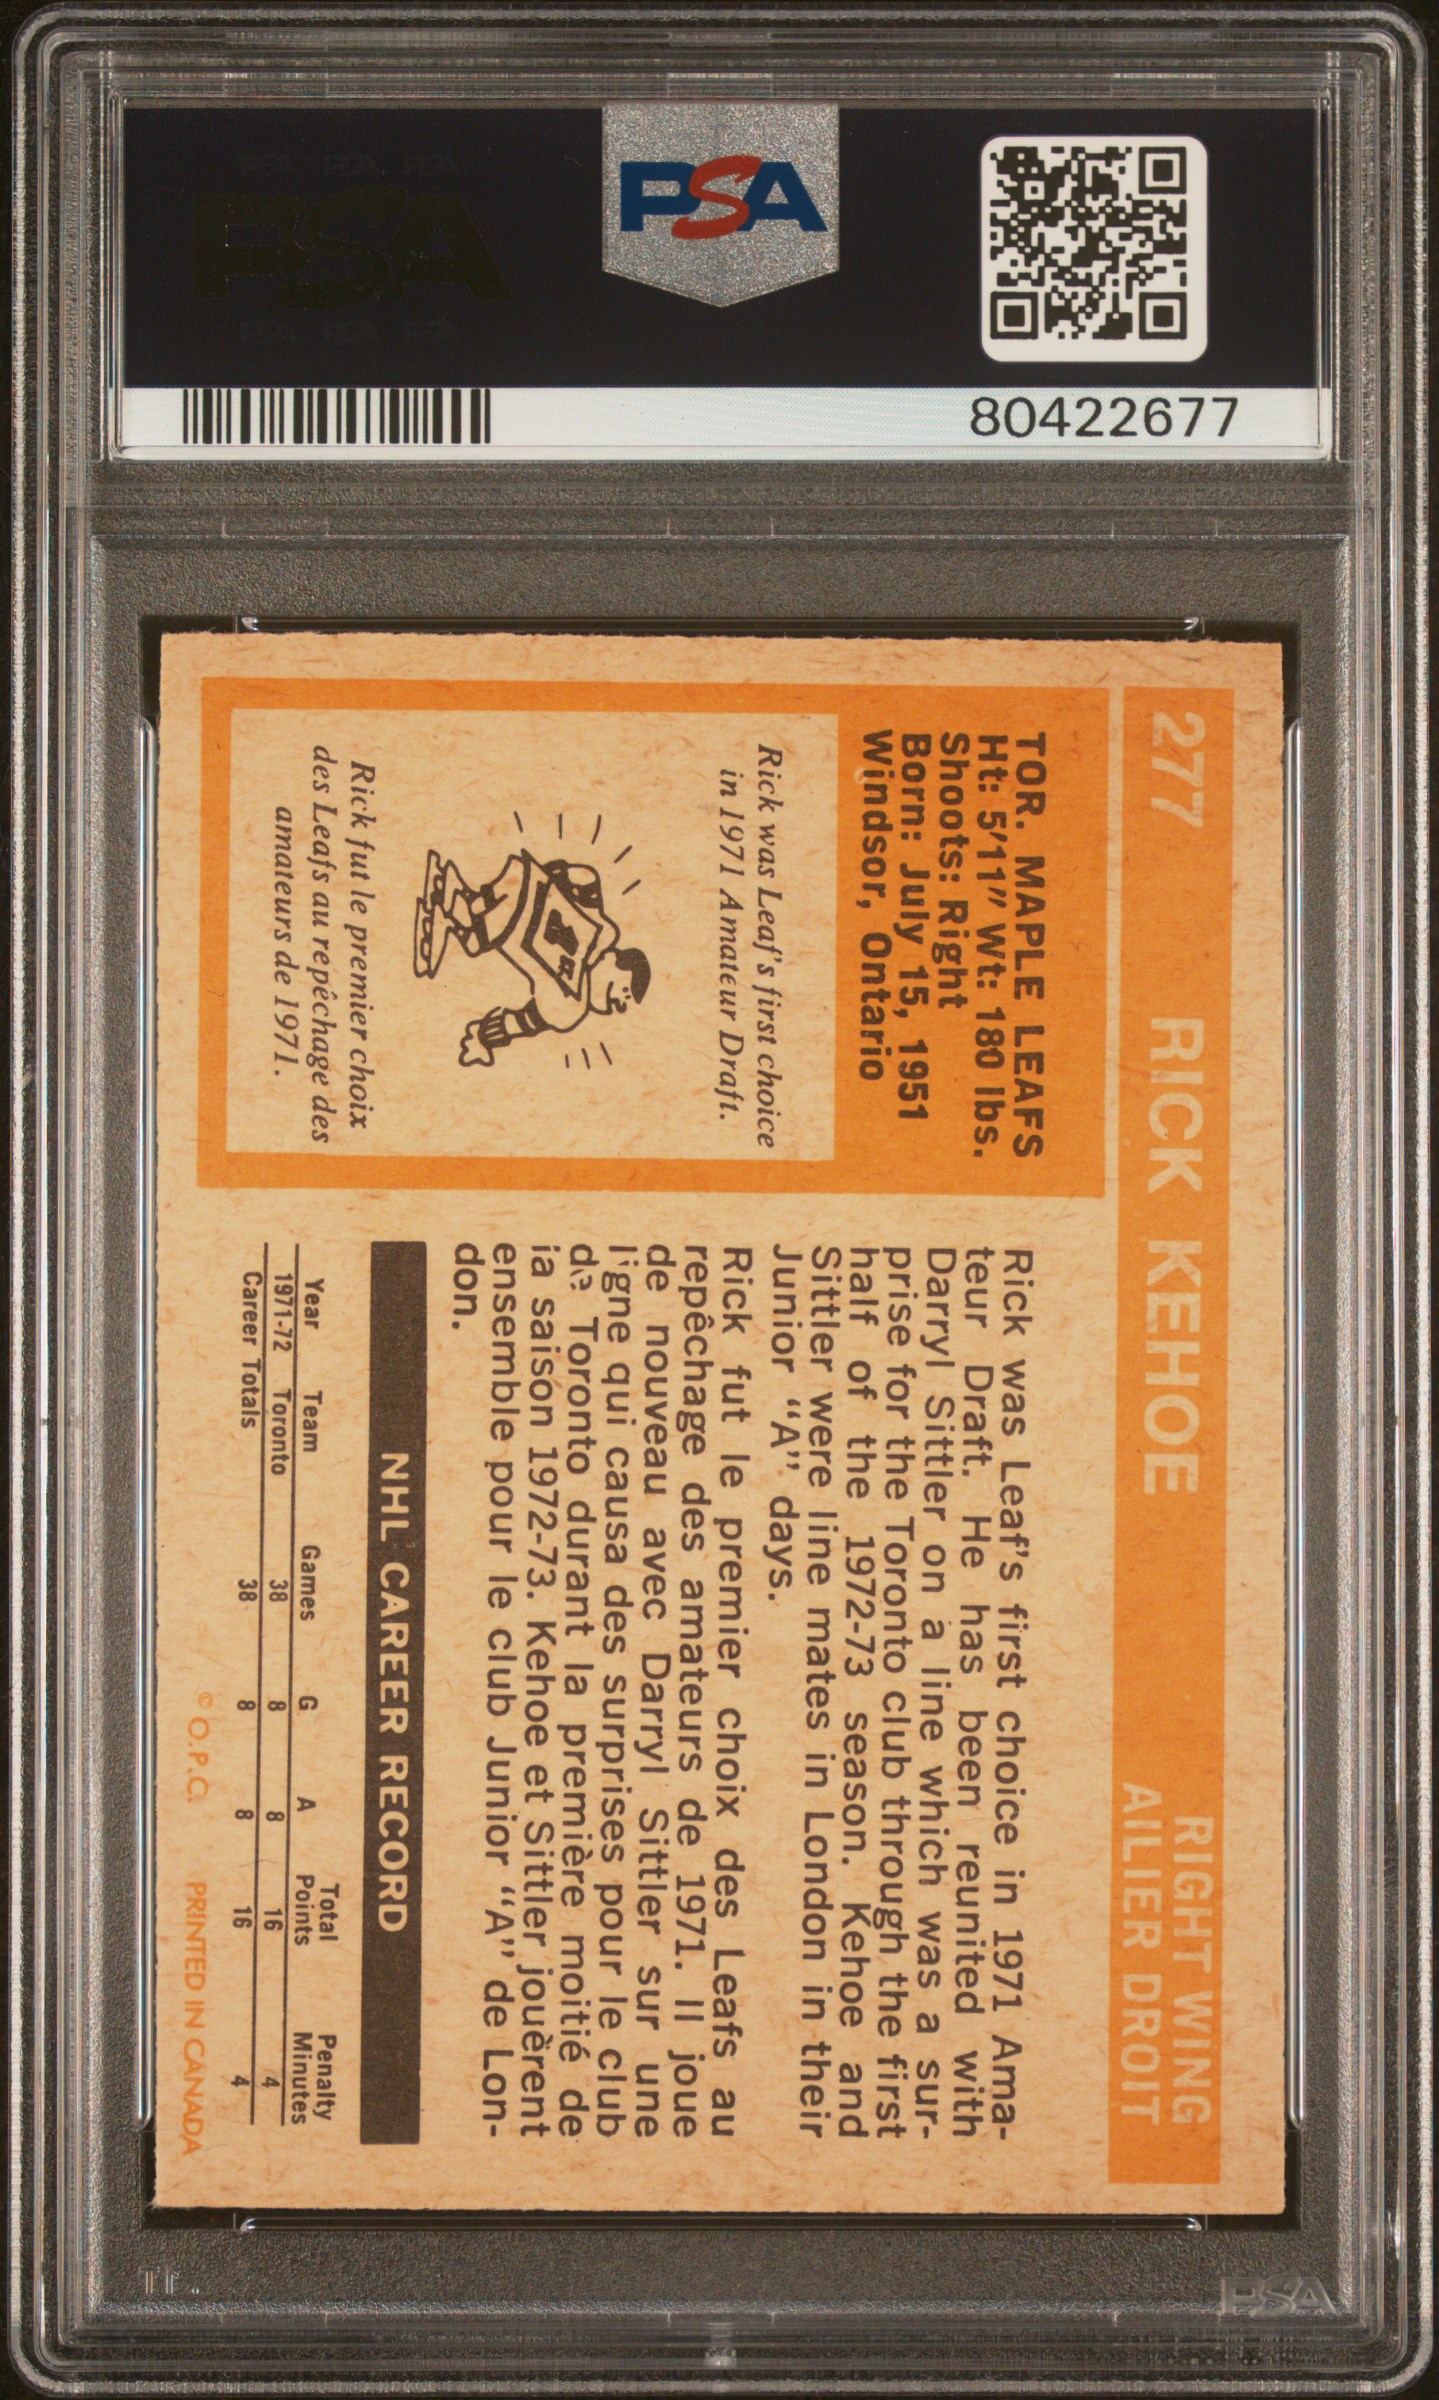 PSA
80422677
277 RICK KEHOE RIGHT WING
AILIER DROIT
TOR. MAPLE LEAFS
Ht: 5'11" Wt: 180 lbs.
Shoots: Right
Born: July 15, 1951
Windsor, Ontario
Rick was Leaf's first choice
in 1971 Amateur Draft.
Rick fut le premier choix
des Leafs au repêchage des
amateurs de 1971.
Rick was Leaf's first choice in 1971 Ama-
teur Draft. He has been reunited with
Darryl Sittler on a line which was a sur-
prise for the Toronto club through the first
half of the 1972-73 season. Kehoe and
Sittler were line mates in London in their
Junior "A" days.
Rick fut le premier choix des Leafs au
repêchage des amateurs de 1971. Il joue
de nouveau avec Darryl Sittler sur une
ligne qui causa des surprises pour le club
de Toronto durant la première moitié de
la saison 1972-73. Kehoe et Sittler jouèrent
ensemble pour le club Junior "A" de Lon-
don.
NHL CAREER RECORD
Year Team Games G A Total Points Penalty Minutes
1971-72 Toronto 38 8 8 16 4
Career Totals 38 8 8 16 4
© O.P.C. PRINTED IN CANADA
PSA